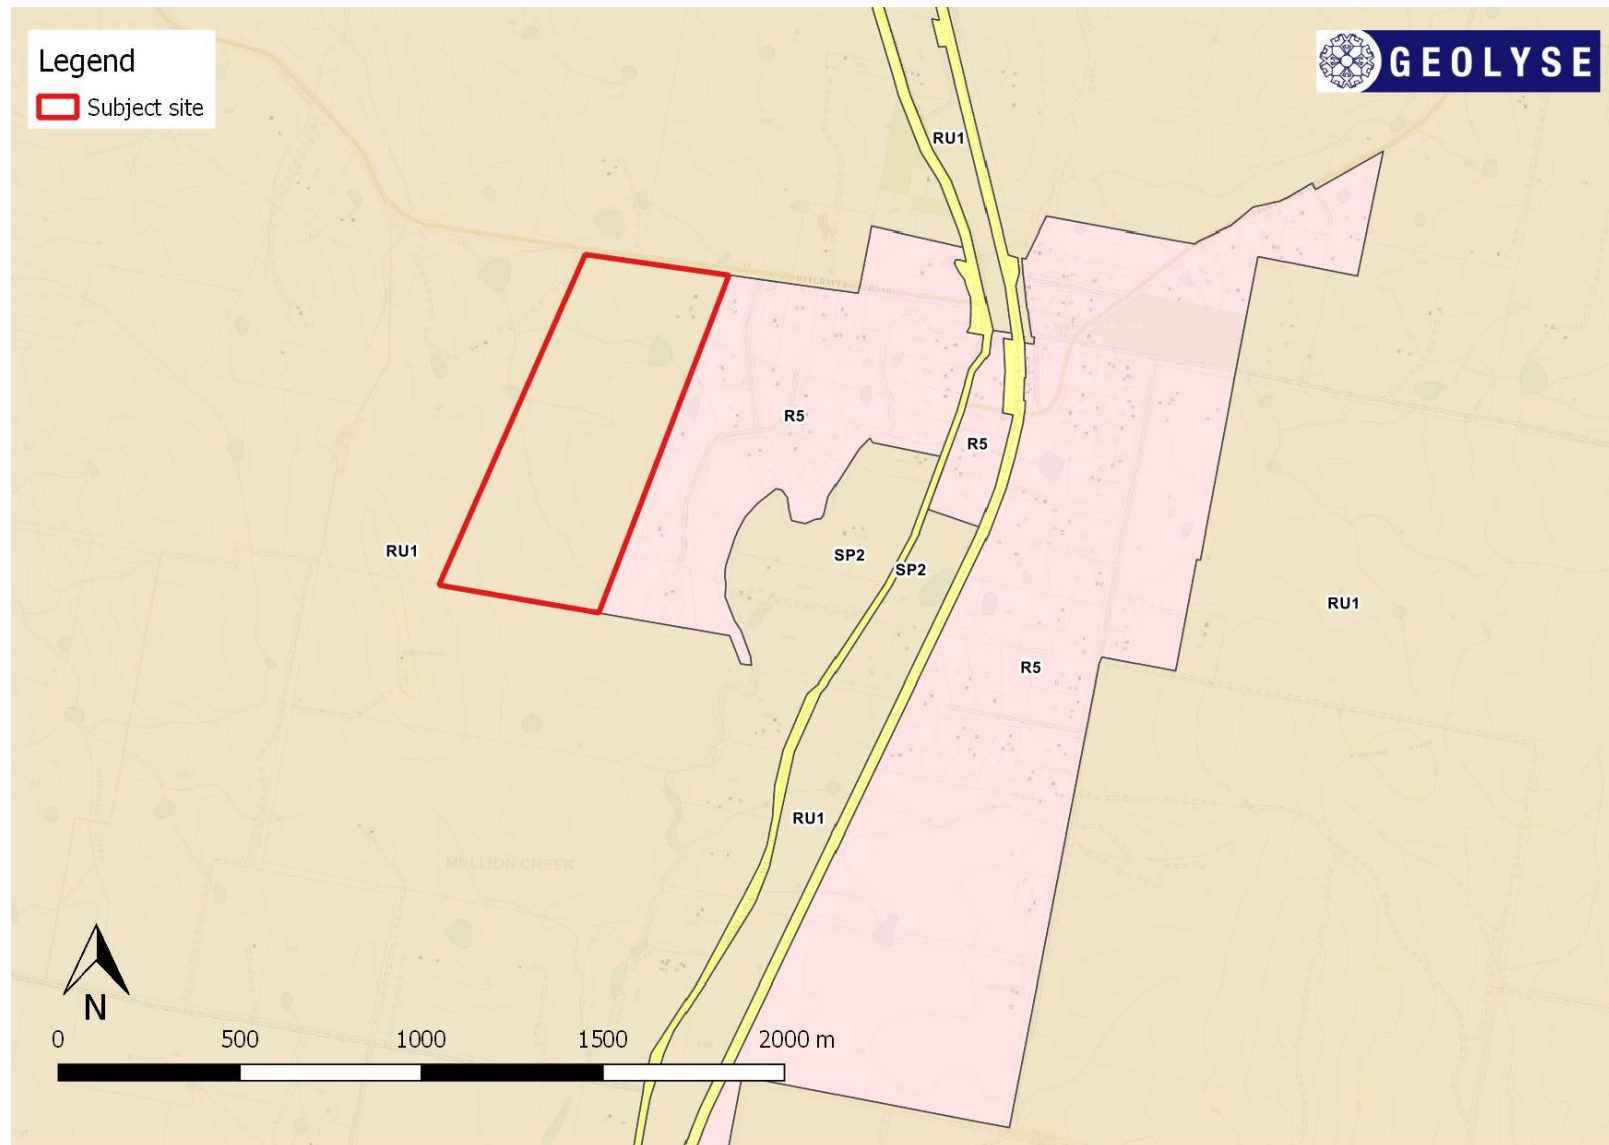 Legend
Subject site
GEOLYSE
RU1
ROAD
R5
R5
RU1
SP2
SP2
RU1
R5
RU1
MULLION CREEK
N
0 500 1000 1500 2000 m